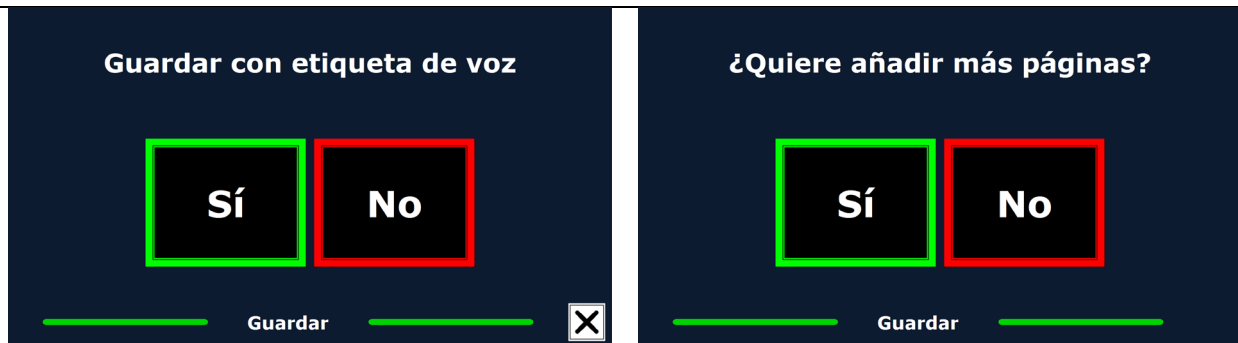 Guardar con etiqueta de voz
Sí
No
Guardar
¿Quiere añadir más páginas?
Sí
No
Guardar